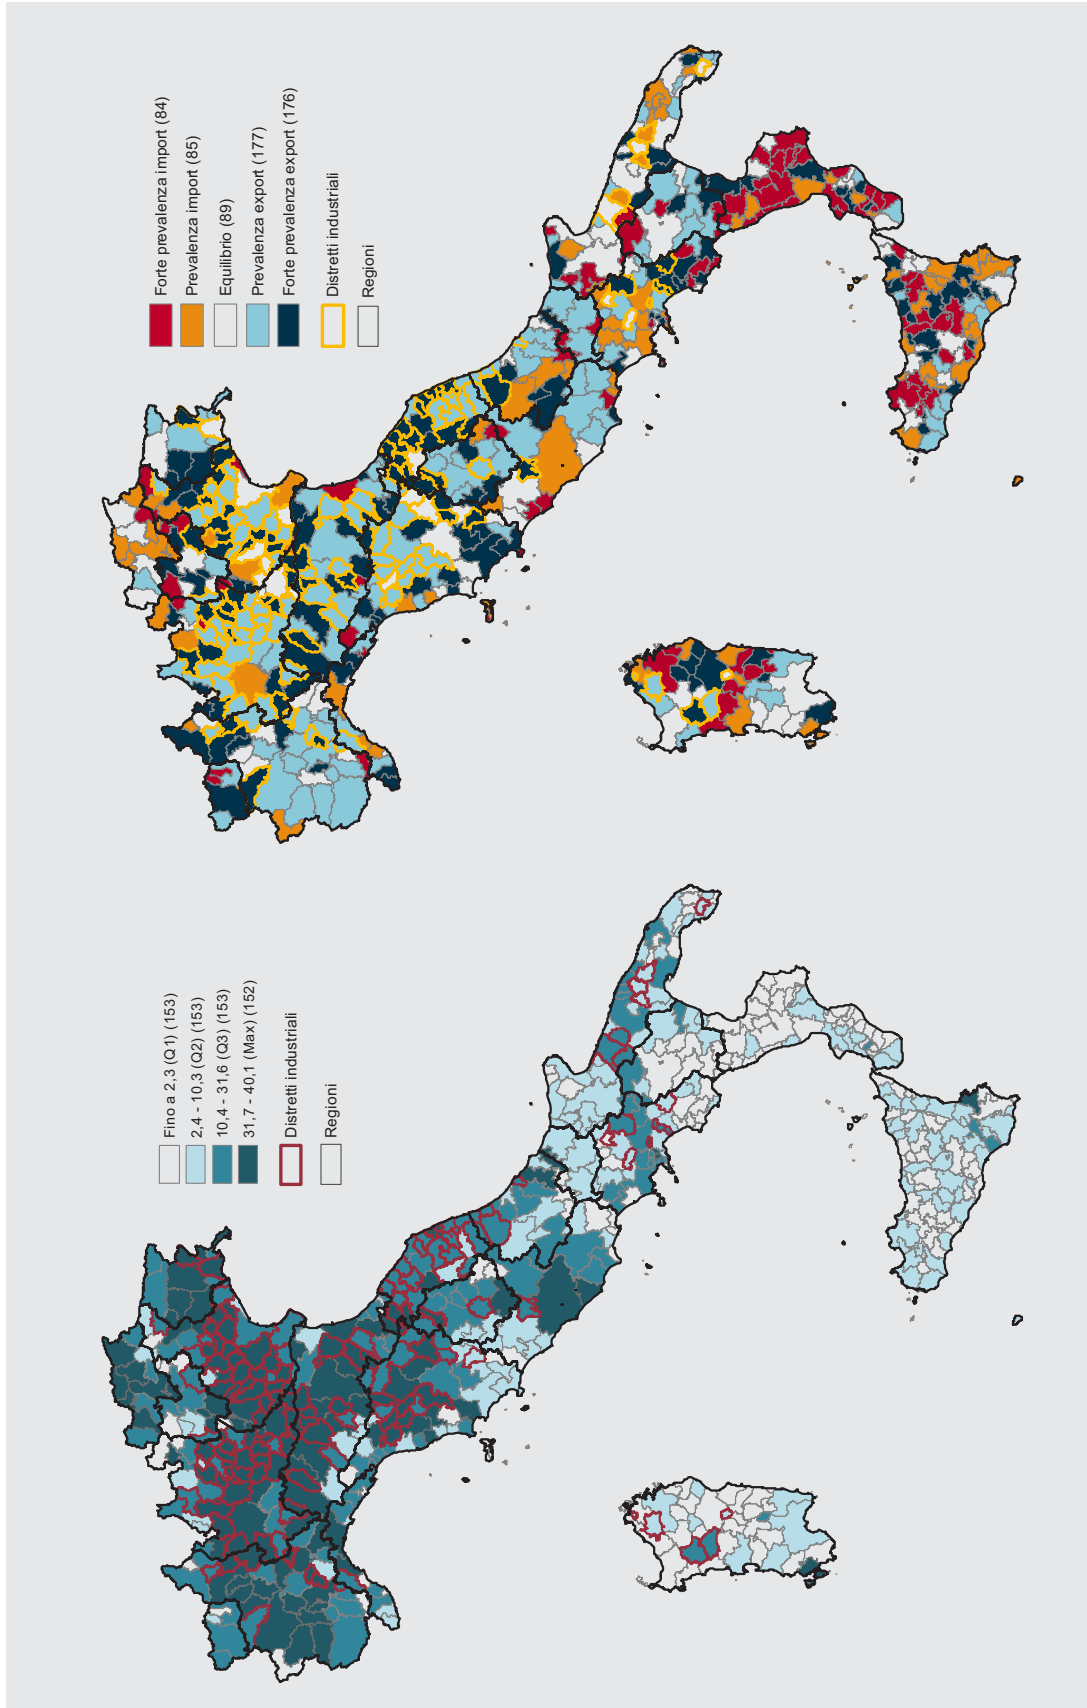 Fino a 2,3 (Q1) (153)
2,4 - 10,3 (Q2) (153)
10,4 - 31,6 (Q3) (153)
31,7 - 40,1 (Max) (152)
Distretti industriali
Regioni
Forte prevalenza import (84)
Prevalenza import (85)
Equilibrio (89)
Prevalenza export (177)
Forte prevalenza export (176)
Distretti industriali
Regioni